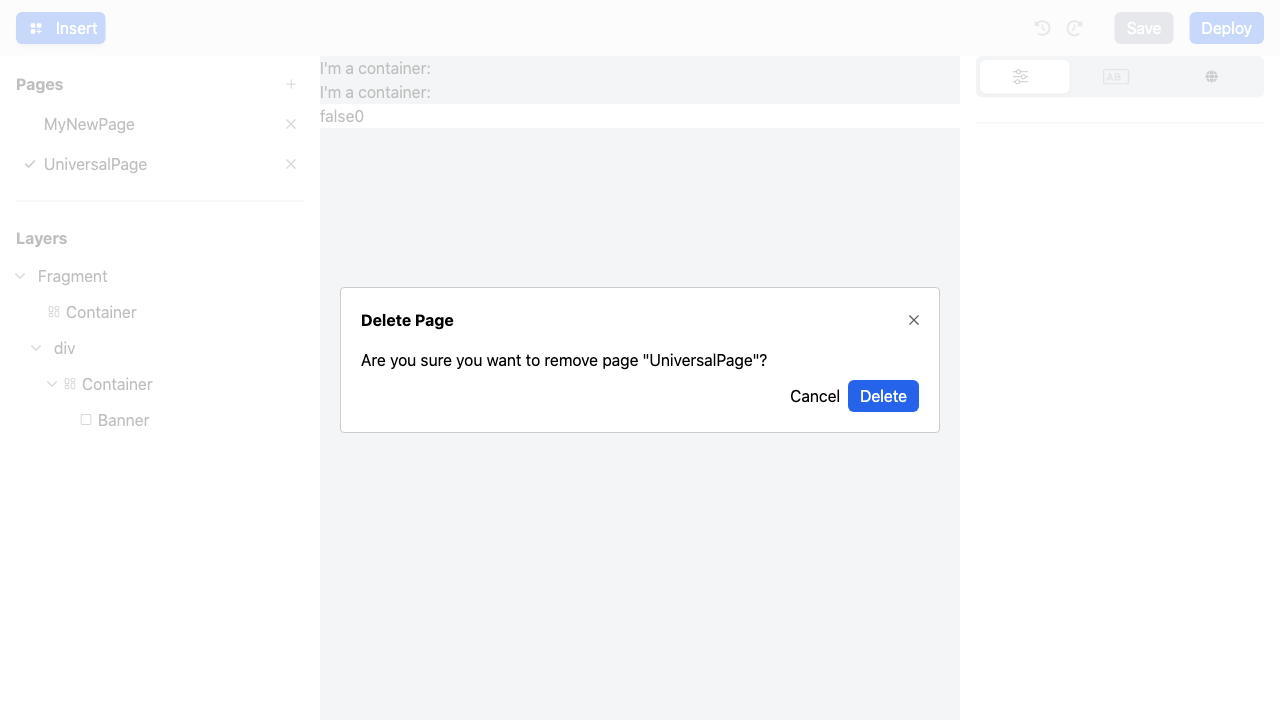 Insert
Save
Deploy
Pages
MyNewPage
UniversalPage
Layers
Fragment
Container
div
Container
Banner
I'm a container:
I'm a container:
false0
AB
Delete Page
Are you sure you want to remove page "UniversalPage"?
Cancel
Delete